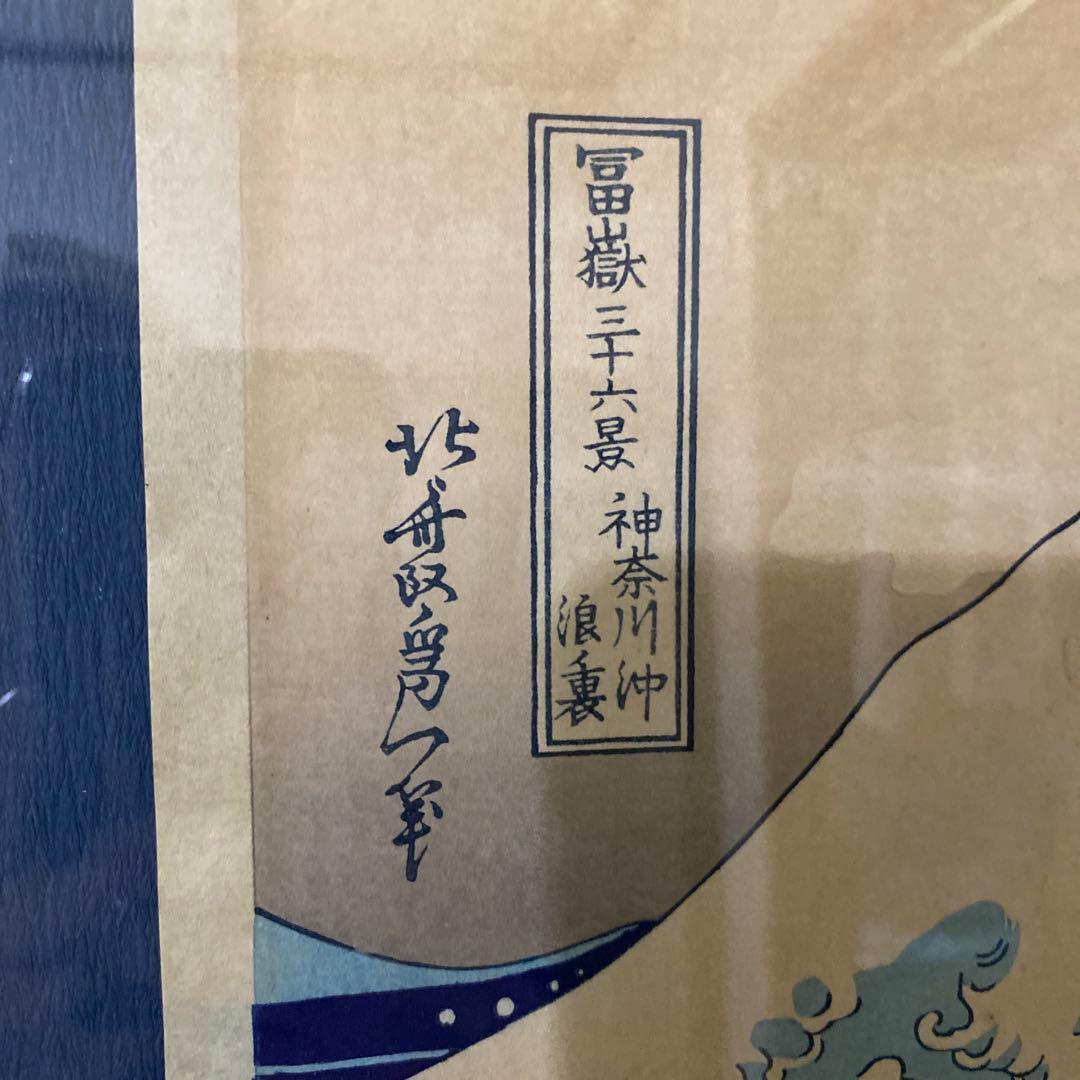 冨嶽三十六景
神奈川沖
浪裏
北斎改為一筆